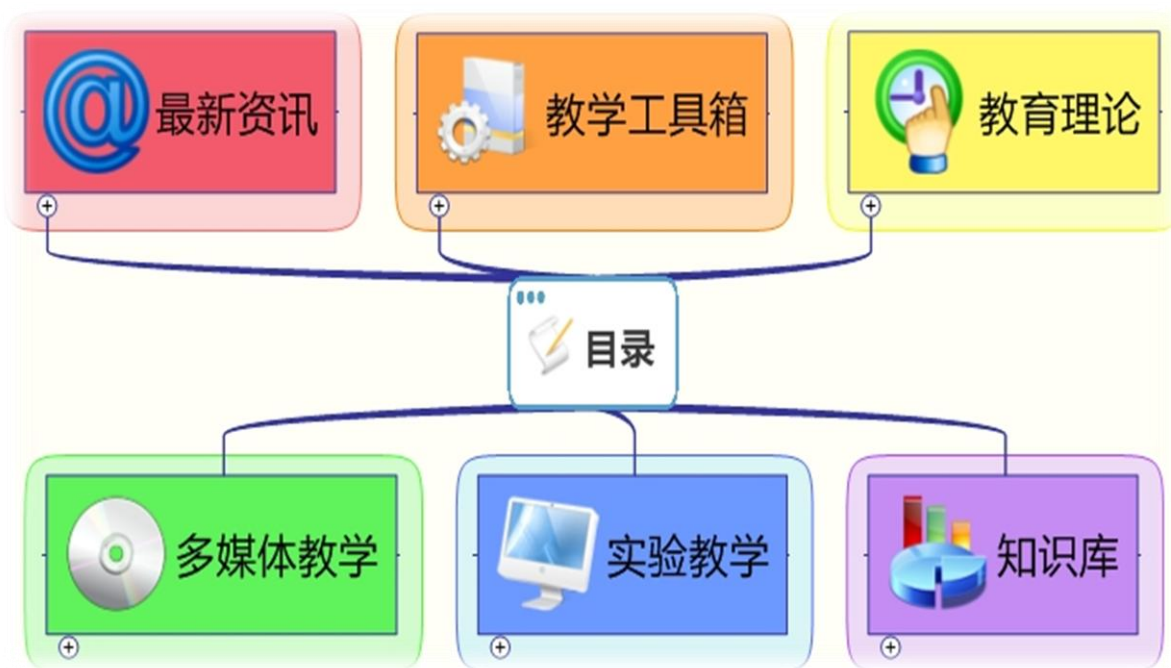 最新资讯
教学工具箱
教育理论
目录
多媒体教学
实验教学
知识库